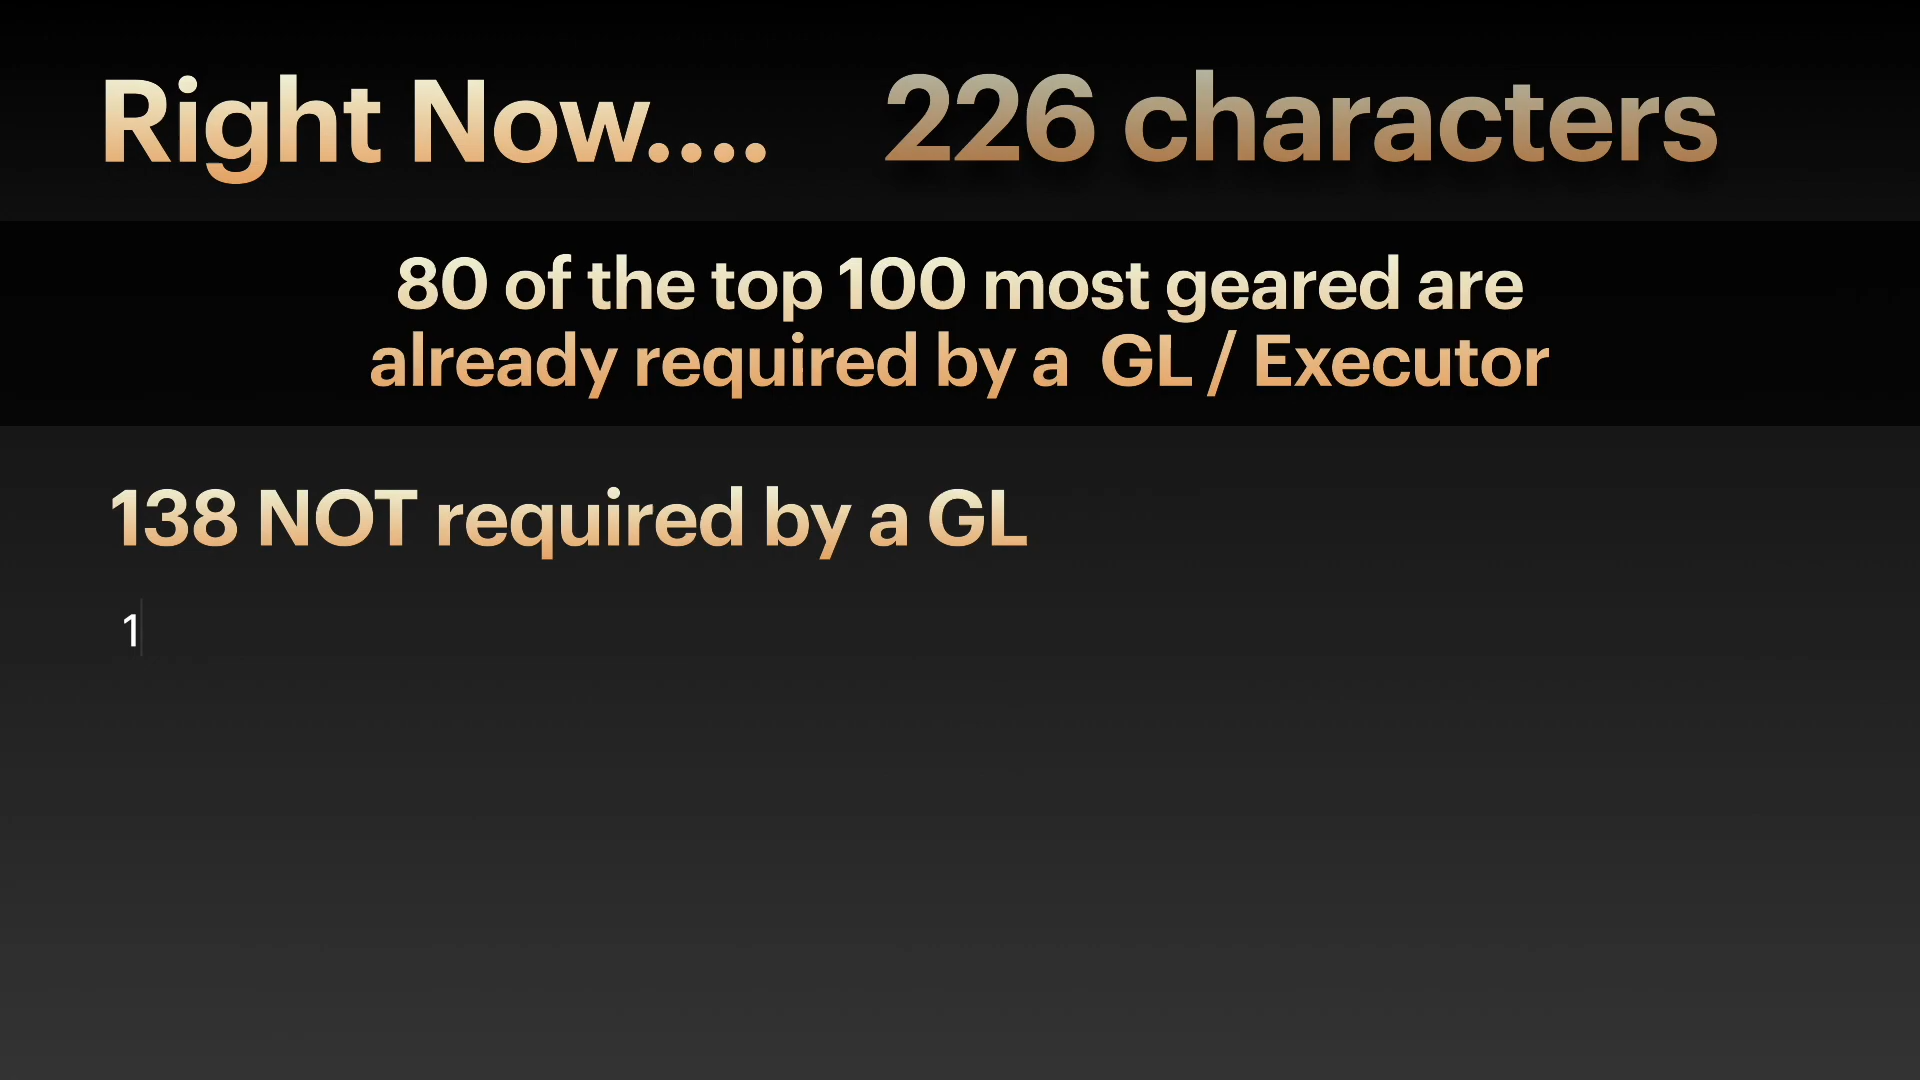 Right Now.... 226 characters
80 of the top 100 most geared are
already required by a GL / Executor
138 NOT required by a GL
1